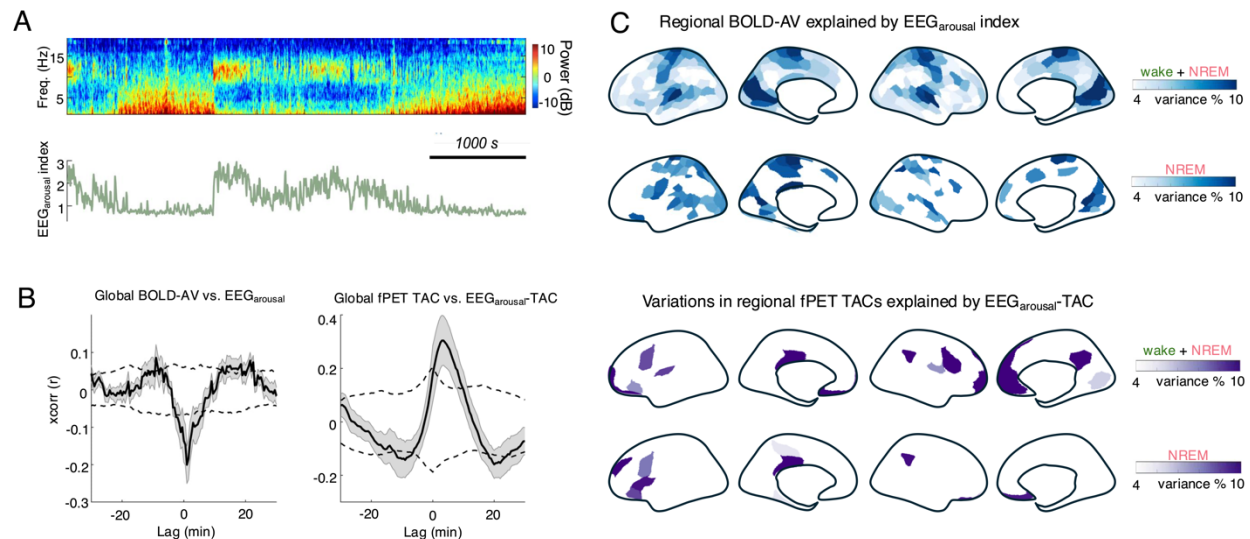 A
Freq. (Hz)
15
5
10
0
-10
Power (dB)
1000 s
EEGarousal index
3
2
1
B
Global BOLD-AV vs. EEGarousal
xcorr (r)
0.1
0
-0.1
-0.2
-0.3
-20 0 20
Lag (min)
Global fPET TAC vs. EEGarousal-TAC
0.4
0.2
0
-0.2
-20 0 20
Lag (min)
C
Regional BOLD-AV explained by EEGarousal index
wake + NREM
4 variance % 10
NREM
4 variance % 10
Variations in regional fPET TACs explained by EEGarousal-TAC
wake + NREM
4 variance % 10
NREM
4 variance % 10